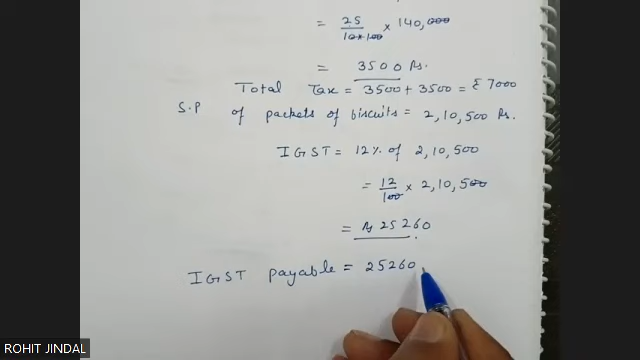 = 25/10*100 × 140,000
= 3500 Rs.
Total Tax = 3500 + 3500 = ₹ 7000
S.P of packets of biscuits = 2,10,500 Rs.
IGST = 12% of 2,10,500
= 12/100 × 2,10,500
= Rs 25260
IGST payable = 25260
ROHIT JINDAL